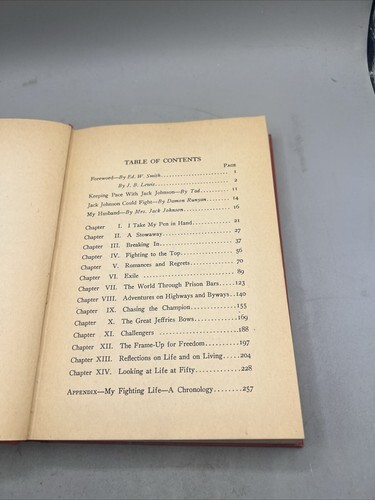 TABLE OF CONTENTS
PAGE
Foreword—By Ed. W. Smith 1
By J. B. Lewis 2
Keeping Pace With Jack Johnson—By Tad 11
Jack Johnson Could Fight—By Damon Runyon 14
My Husband—By Mrs. Jack Johnson 16
Chapter I. I Take My Pen in Hand 21
Chapter II. A Stowaway 27
Chapter III. Breaking In 37
Chapter IV. Fighting to the Top 56
Chapter V. Romances and Regrets 70
Chapter VI. Exile 89
Chapter VII. The World Through Prison Bars 123
Chapter VIII. Adventures on Highways and Byways 140
Chapter IX. Chasing the Champion 155
Chapter X. The Great Jeffries Bows 169
Chapter XI. Challengers 188
Chapter XII. The Frame-Up for Freedom 197
Chapter XIII. Reflections on Life and on Living 204
Chapter XIV. Looking at Life at Fifty 228
APPENDIX—My Fighting Life—A Chronology 257